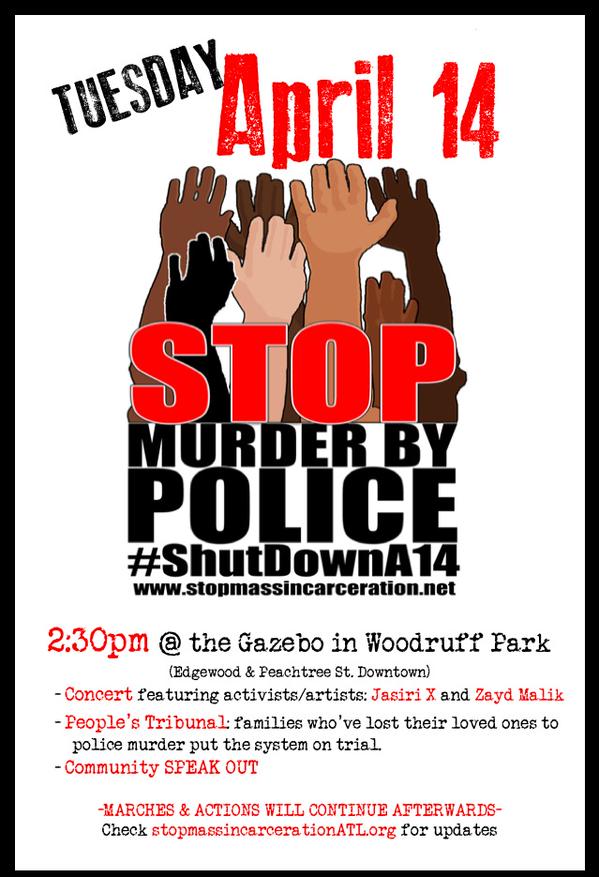 TUESDAY
April 14
STOP
MURDER BY
POLICE
#ShutDownA14
www.stopmassincarceration.net
2:30pm @ the Gazebo in Woodruff Park
(Edgewood & Peachtree St. Downtown)
- Concert featuring activists/artists: Jasiri X and Zayd Malik
- People's Tribunal: families who've lost their loved ones to
police murder put the system on trial.
- Community SPEAK OUT
-MARCHES & ACTIONS WILL CONTINUE AFTERWARDS-
Check stopmassincarcerationATL.org for updates